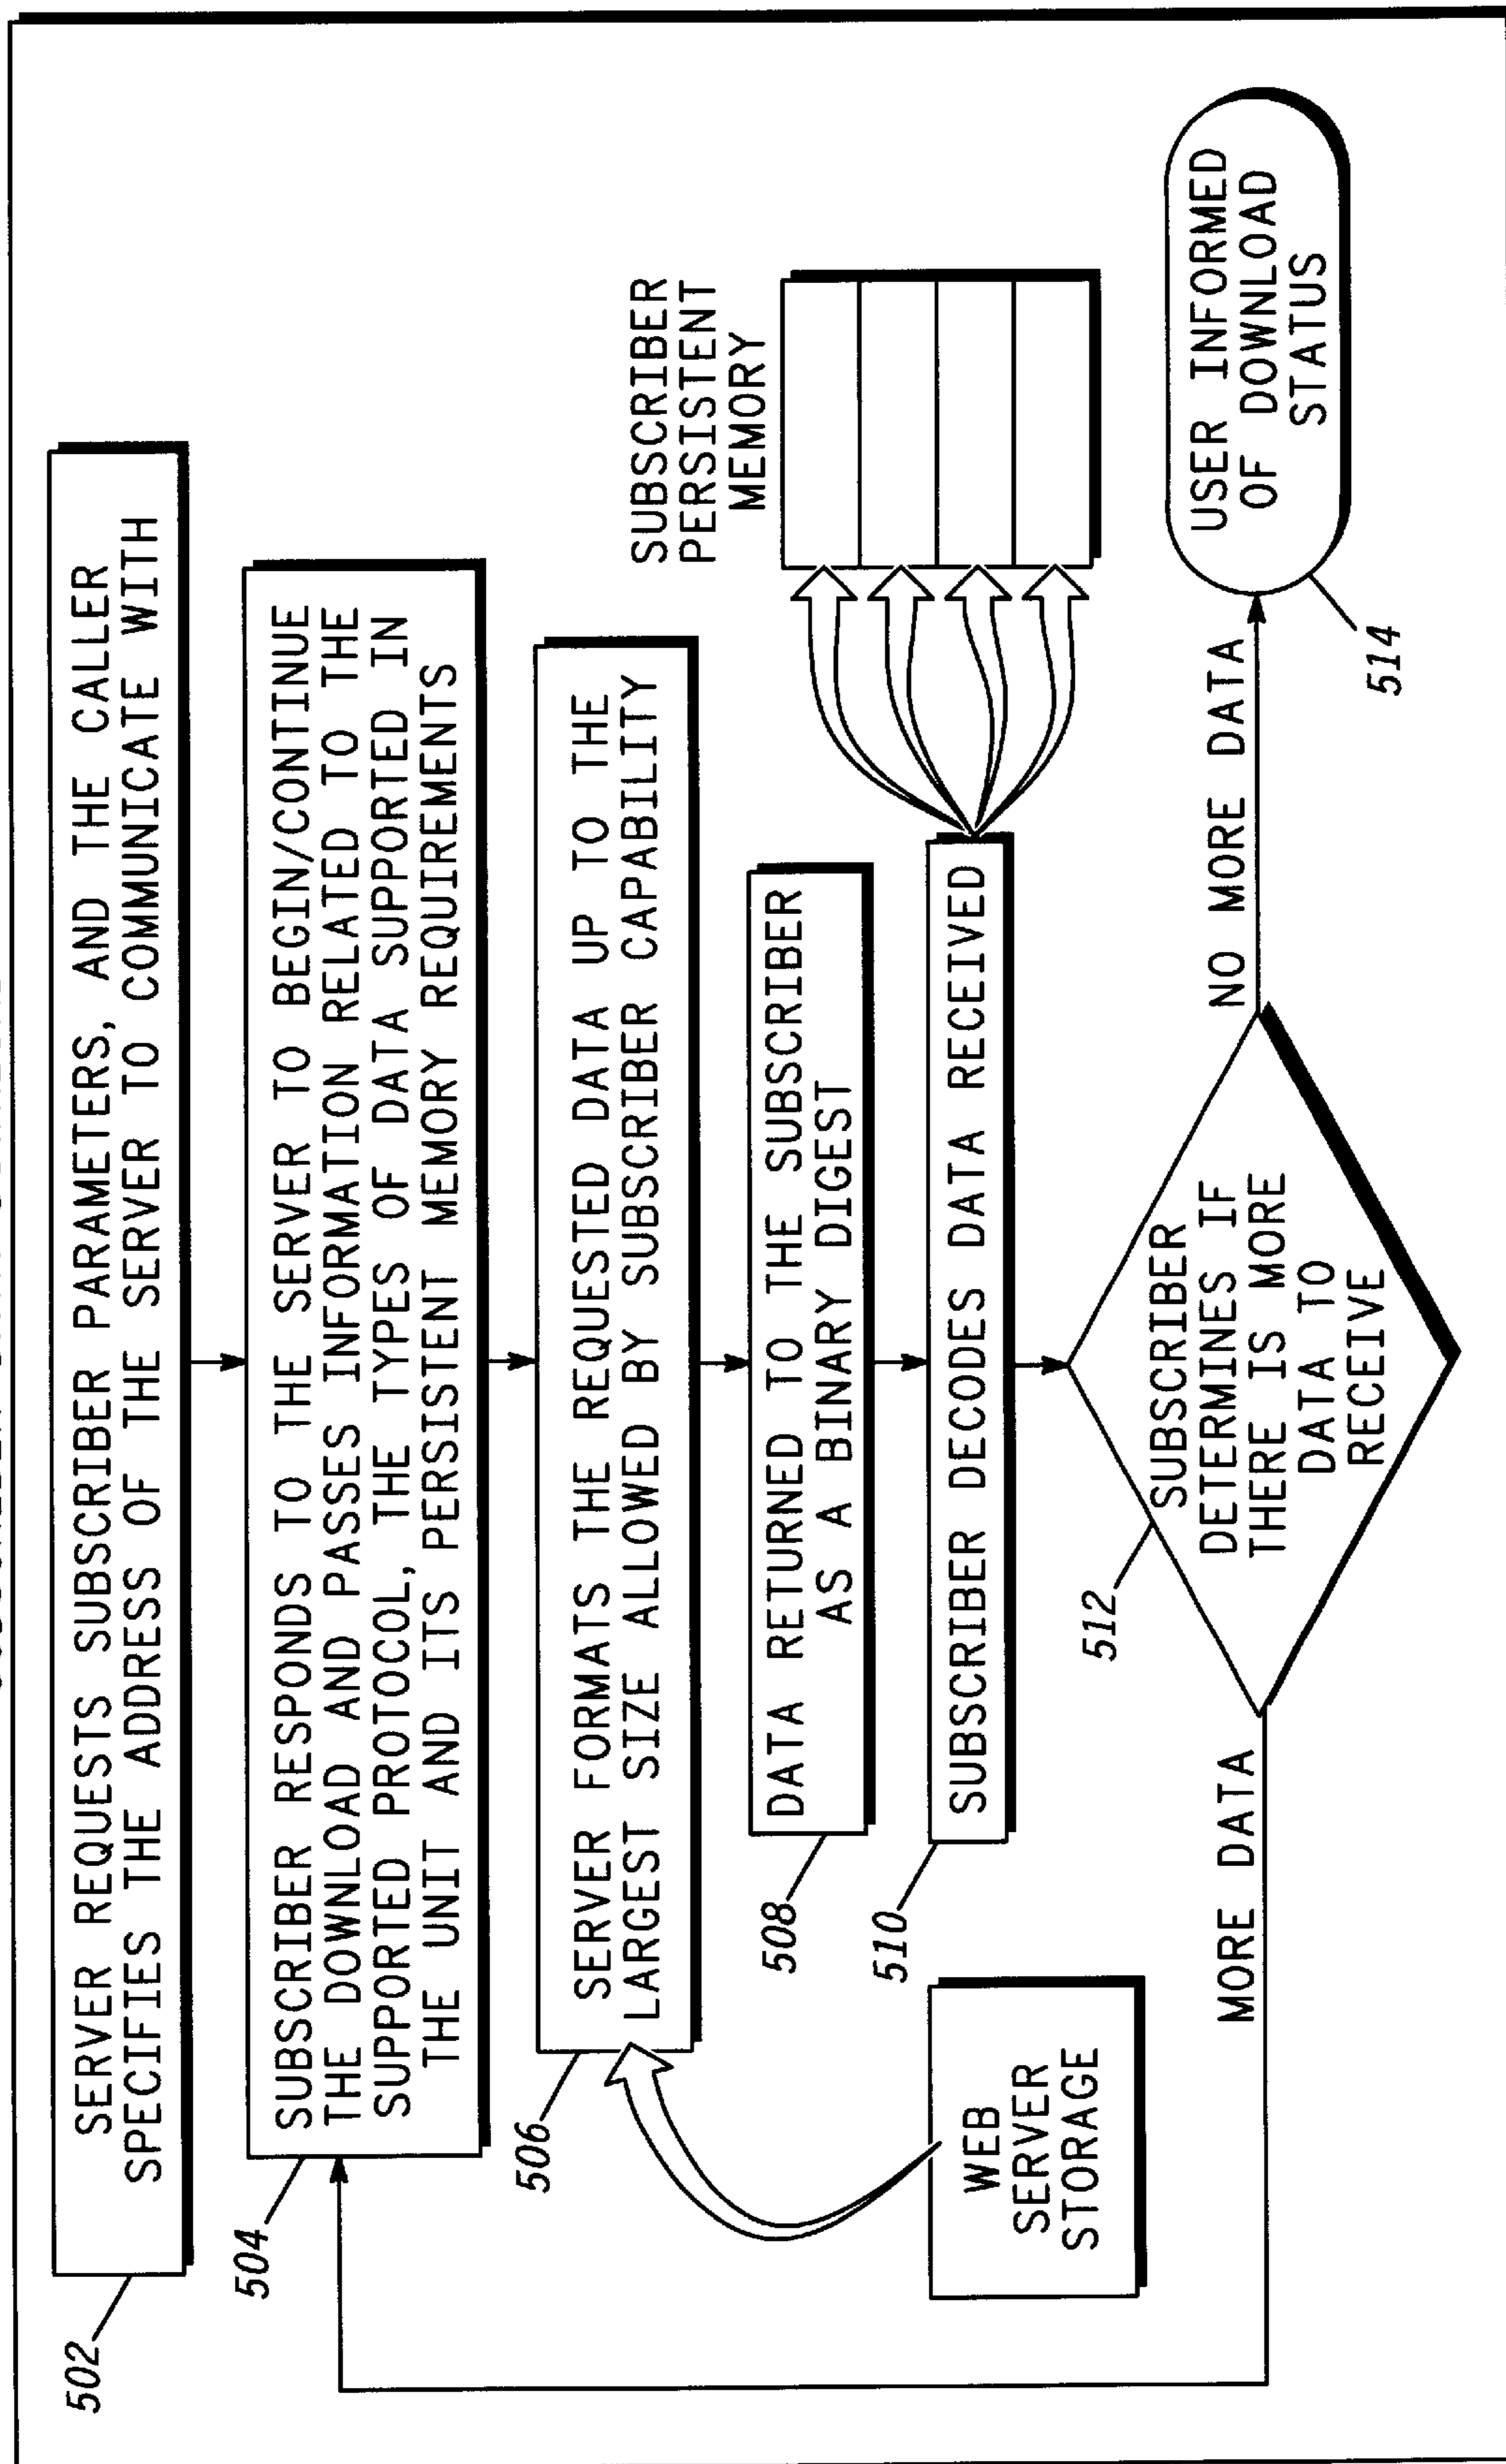 SERVER REQUESTS SUBSCRIBER PARAMETERS, AND THE CALLER
SPECIFIES THE ADDRESS OF THE SERVER TO COMMUNICATE WITH
502
SUBSCRIBER RESPONDS TO THE SERVER TO BEGIN/CONTINUE
THE DOWNLOAD AND PASSES INFORMATION RELATED TO THE
SUPPORTED PROTOCOL, THE TYPES OF DATA SUPPORTED IN
THE UNIT AND ITS PERSISTENT MEMORY REQUIREMENTS
504
SERVER FORMATS THE REQUESTED DATA UP TO THE
LARGEST SIZE ALLOWED BY SUBSCRIBER CAPABILITY
506
SUBSCRIBER
PERSISTENT
MEMORY
DATA RETURNED TO THE SUBSCRIBER
AS A BINARY DIGEST
508
SUBSCRIBER DECODES DATA RECEIVED
510
WEB
SERVER
STORAGE
512
SUBSCRIBER
DETERMINES IF
THERE IS MORE
DATA TO
RECEIVE
MORE DATA
NO MORE DATA
USER INFORMED
OF DOWNLOAD
STATUS
514